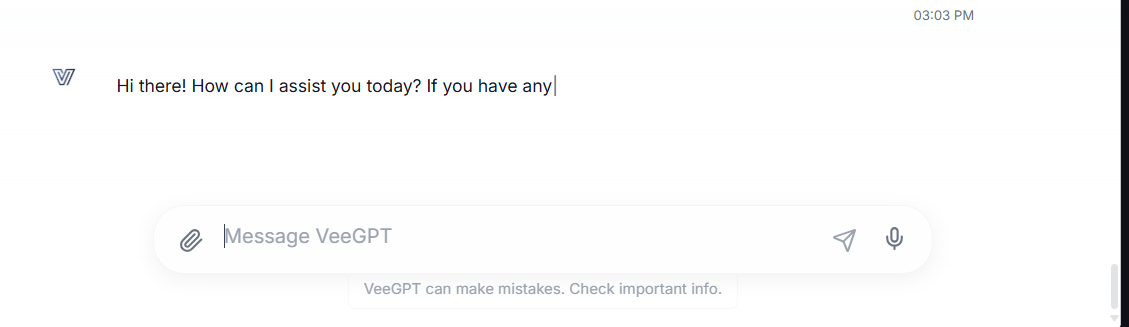 03:03 PM
Hi there! How can I assist you today? If you have any
Message VeeGPT
VeeGPT can make mistakes. Check important info.